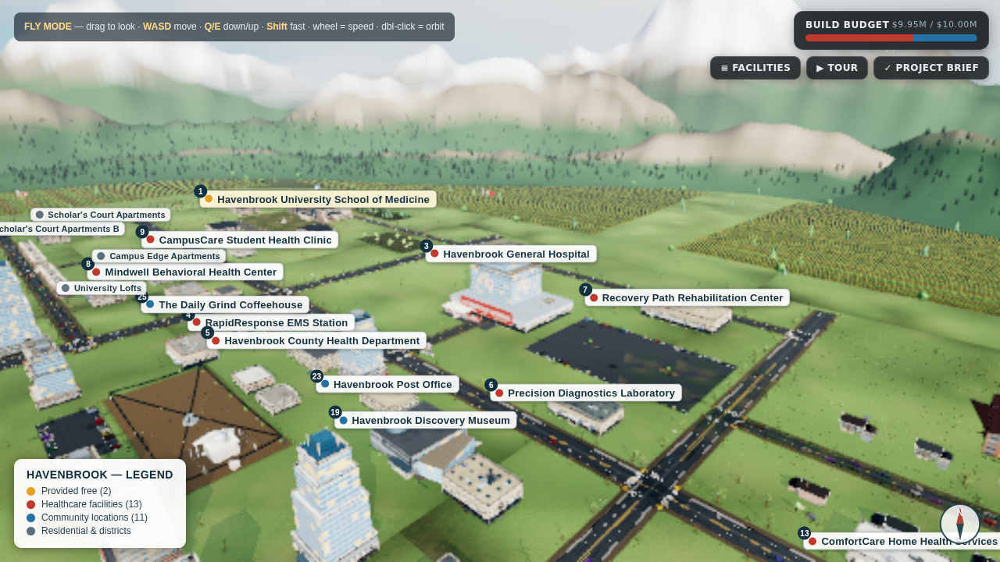 FLY MODE — drag to look · WASD move · Q/E down/up · Shift fast · wheel = speed · dbl-click = orbit
BUILD BUDGET $9.95M / $10.00M
≡ FACILITIES
▶ TOUR
✓ PROJECT BRIEF
1 Havenbrook University School of Medicine
Scholar's Court Apartments
cholar's Court Apartments B
9 CampusCare Student Health Clinic
3 Havenbrook General Hospital
Campus Edge Apartments
8 Mindwell Behavioral Health Center
University Lofts
7 Recovery Path Rehabilitation Center
25 The Daily Grind Coffeehouse
4 RapidResponse EMS Station
5 Havenbrook County Health Department
23 Havenbrook Post Office
6 Precision Diagnostics Laboratory
19 Havenbrook Discovery Museum
HAVENBROOK — LEGEND
Provided free (2)
Healthcare facilities (13)
Community locations (11)
Residential & districts
13 ComfortCare Home Health Services